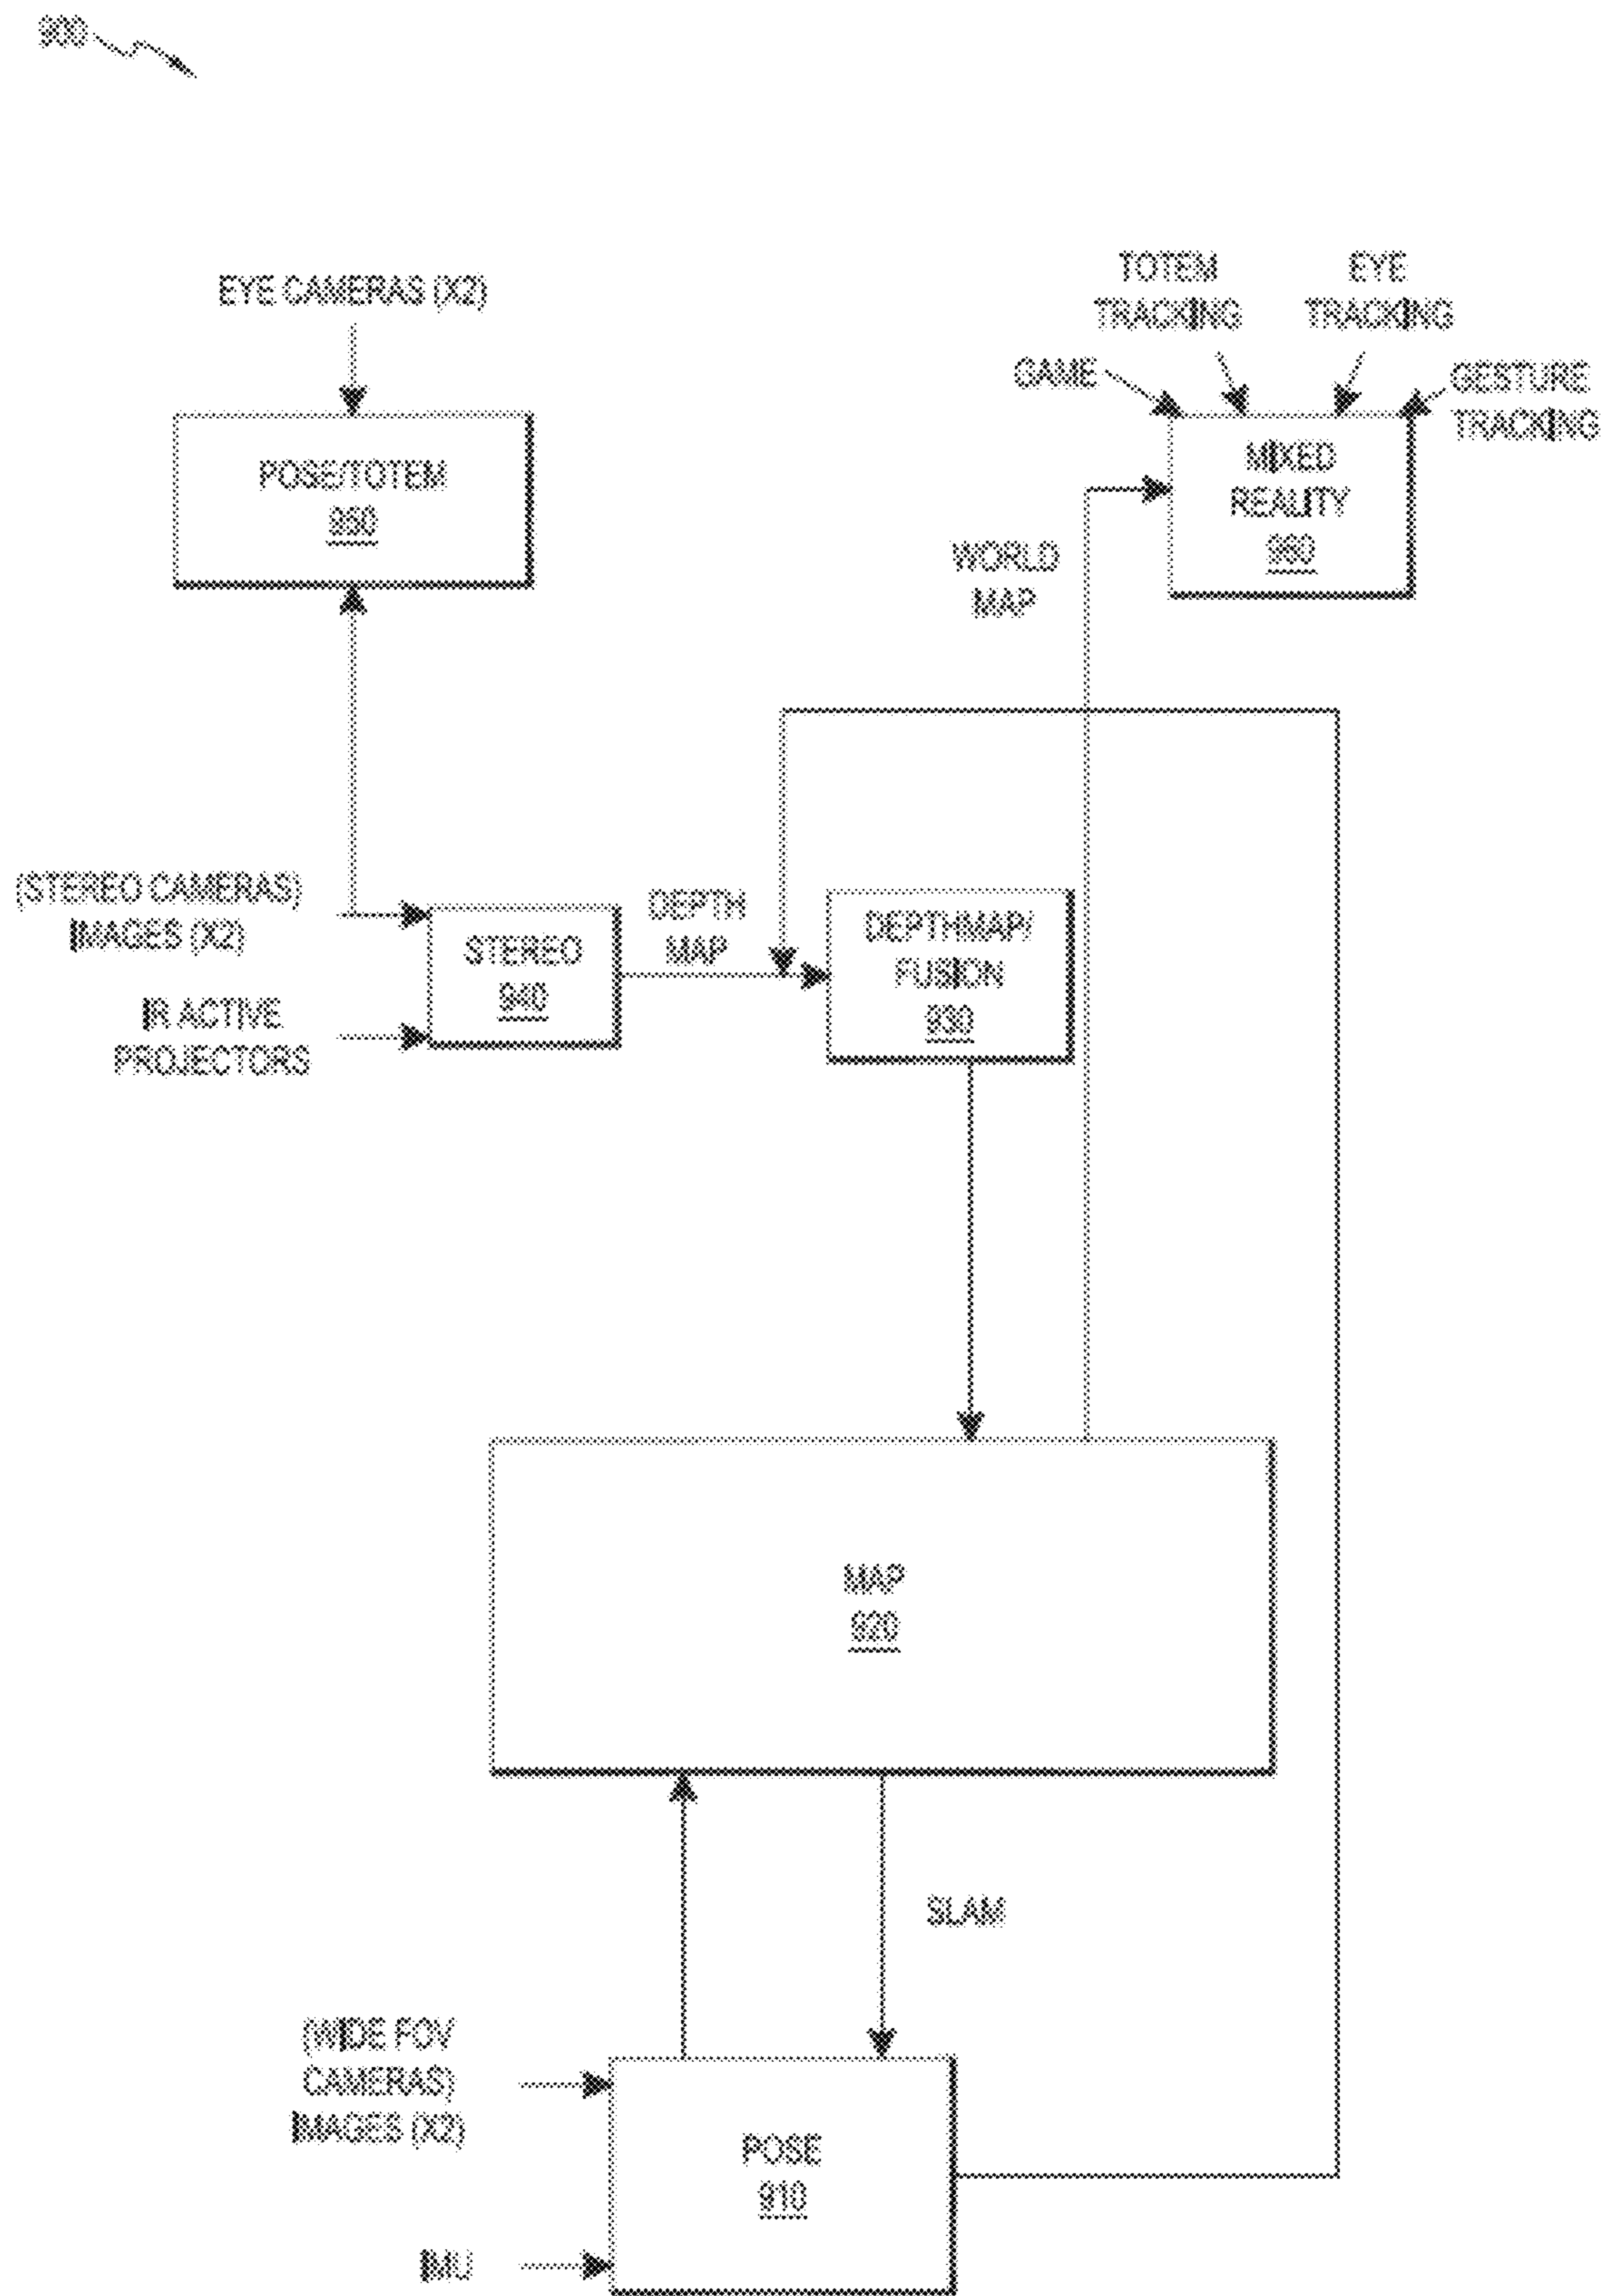 900
EYE CAMERAS (X2)
POSE/TOTEM
950
TOTEM
TRACKING
EYE
TRACKING
GAME
GESTURE
TRACKING
MIXED
REALITY
960
WORLD
MAP
(STEREO CAMERAS)
IMAGES (X2)
IR ACTIVE
PROJECTORS
STEREO
940
DEPTH
MAP
DEPTHMAP/
FUSION
930
MAP
920
SLAM
(WIDE FOV
CAMERAS)
IMAGES (X2)
POSE
910
IMU